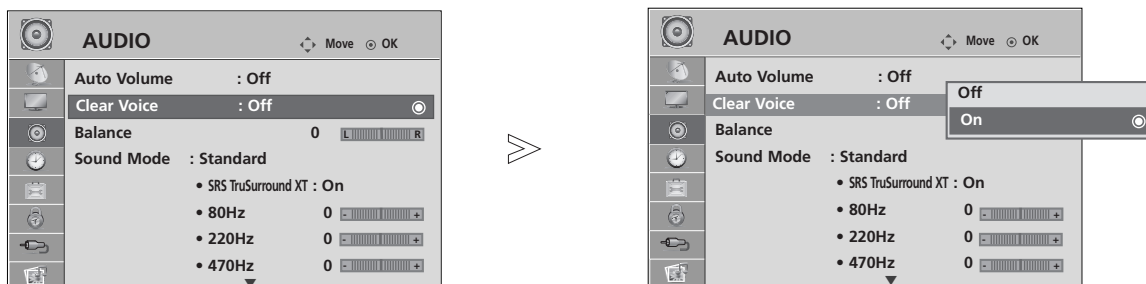 AUDIO Move OK
Auto Volume : Off
Clear Voice : Off
Balance 0 L R
Sound Mode : Standard
• SRS TruSurround XT : On
• 80Hz 0 - +
• 220Hz 0 - +
• 470Hz 0 - +
AUDIO Move OK
Auto Volume : Off
Clear Voice : Off
Off
On
Balance
Sound Mode : Standard
• SRS TruSurround XT : On
• 80Hz 0 - +
• 220Hz 0 - +
• 470Hz 0 - +